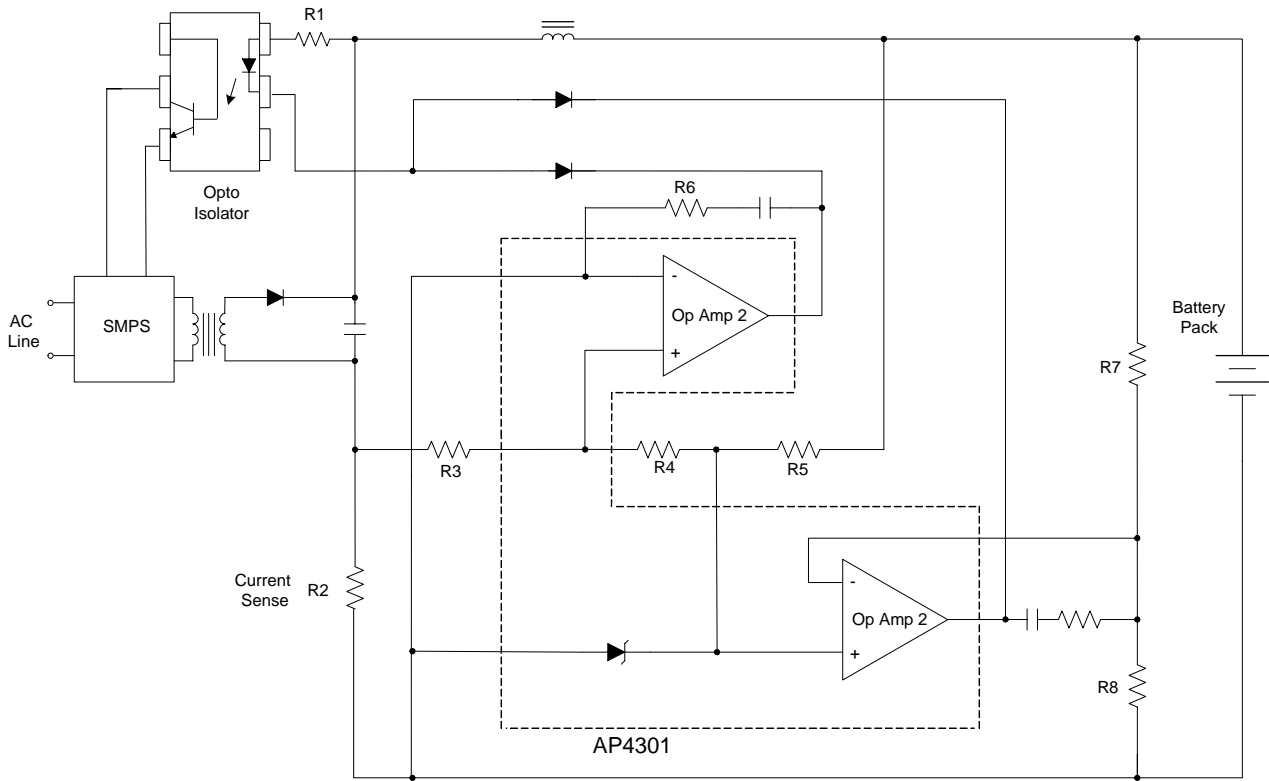 R1
Opto
Isolator
R6
-
Op Amp 2
+
AC
Line
SMPS
Battery
Pack
R7
R3
R4
R5
Current
Sense
R2
-
Op Amp 2
+
R8
AP4301